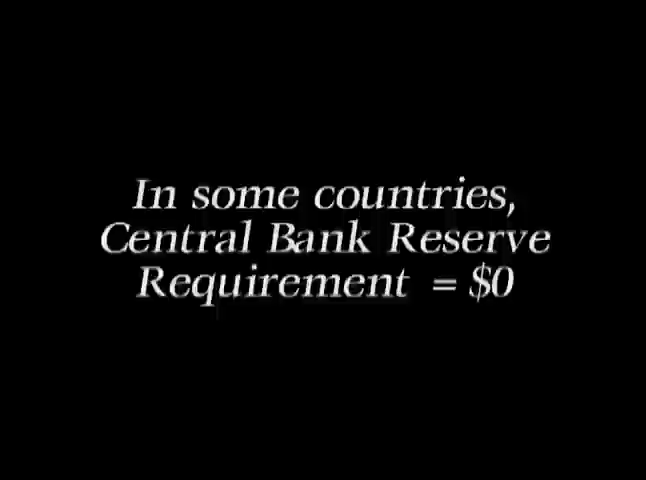 In some countries,
Central Bank Reserve
Requirement = $0